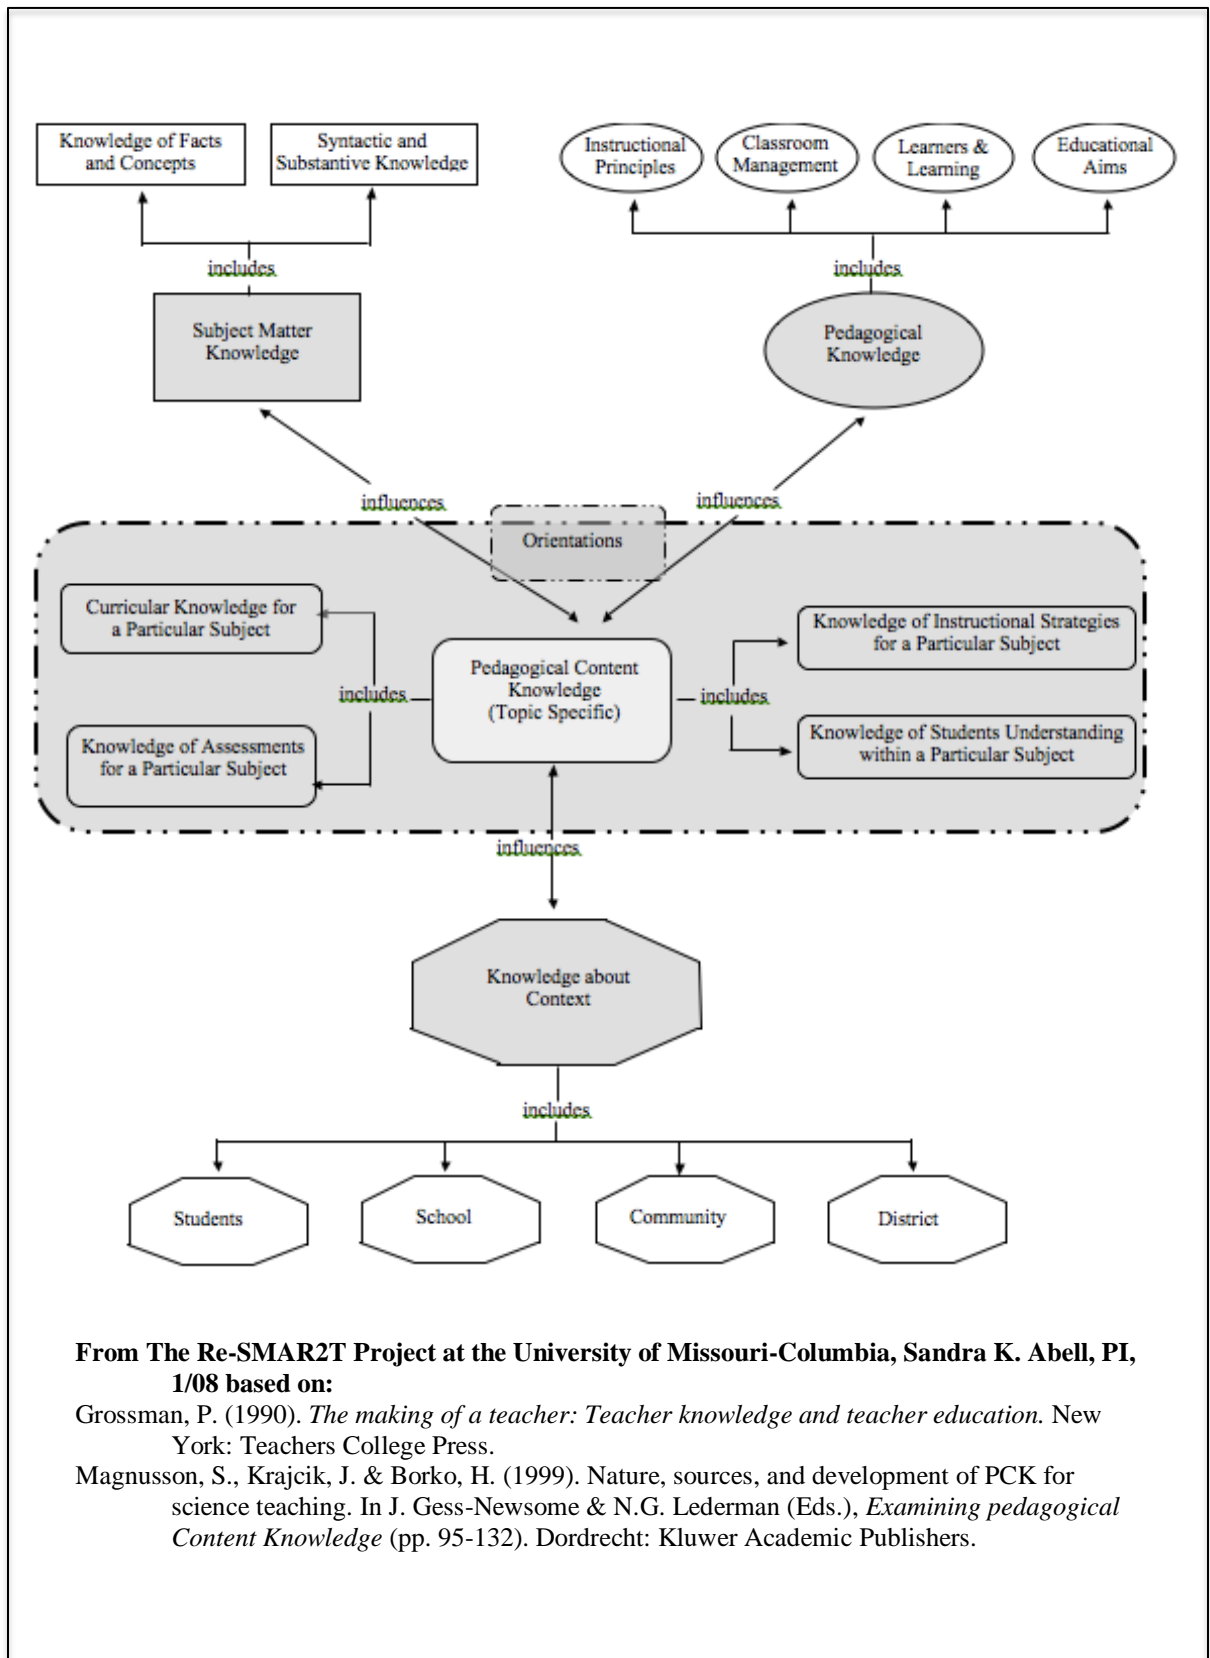 Knowledge of Facts
and Concepts
Syntactic and
Substantive Knowledge
Instructional
Principles
Classroom
Management
Learners &
Learning
Educational
Aims
includes
includes
Subject Matter
Knowledge
Pedagogical
Knowledge
influences
influences
Orientations
Curricular Knowledge for
a Particular Subject
Knowledge of Instructional Strategies
for a Particular Subject
Pedagogical Content
Knowledge
(Topic Specific)
includes
includes
Knowledge of Assessments
for a Particular Subject
Knowledge of Students Understanding
within a Particular Subject
influences
Knowledge about
Context
includes
Students
School
Community
District
From The Re-SMAR2T Project at the University of Missouri-Columbia, Sandra K. Abell, PI,
1/08 based on:
Grossman, P. (1990). The making of a teacher: Teacher knowledge and teacher education. New
York: Teachers College Press.
Magnusson, S., Krajcik, J. & Borko, H. (1999). Nature, sources, and development of PCK for
science teaching. In J. Gess-Newsome & N.G. Lederman (Eds.), Examining pedagogical
Content Knowledge (pp. 95-132). Dordrecht: Kluwer Academic Publishers.